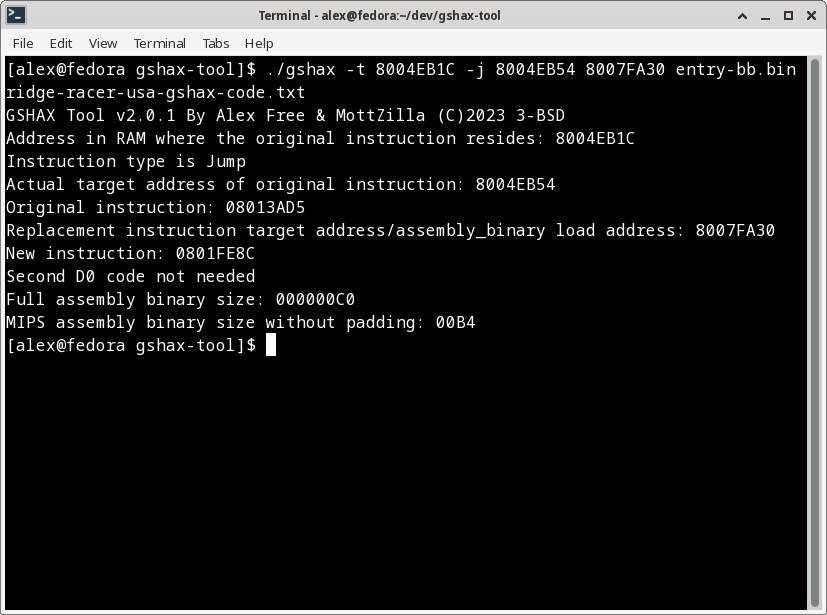 Terminal - alex@fedora:~/dev/gshax-tool
File Edit View Terminal Tabs Help
[alex@fedora gshax-tool]$ ./gshax -t 8004EB1C -j 8004EB54 8007FA30 entry-bb.bin
ridge-racer-usa-gshax-code.txt
GSHAX Tool v2.0.1 By Alex Free & MottZilla (C)2023 3-BSD
Address in RAM where the original instruction resides: 8004EB1C
Instruction type is Jump
Actual target address of original instruction: 8004EB54
Original instruction: 08013AD5
Replacement instruction target address/assembly_binary load address: 8007FA30
New instruction: 0801FE8C
Second D0 code not needed
Full assembly binary size: 000000C0
MIPS assembly binary size without padding: 00B4
[alex@fedora gshax-tool]$